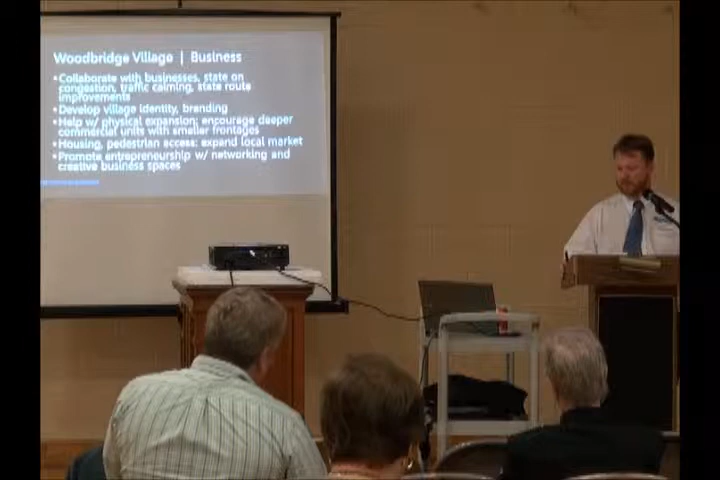 Woodbridge Village | Business
•Collaborate with businesses, state on
congestion, traffic calming, state route
improvements
•Develop village identity, branding
•Help w/ physical expansion: encourage deeper
commercial units with smaller frontages
•Housing, pedestrian access: expand local market
•Promote entrepreneurship w/ networking and
creative business spaces